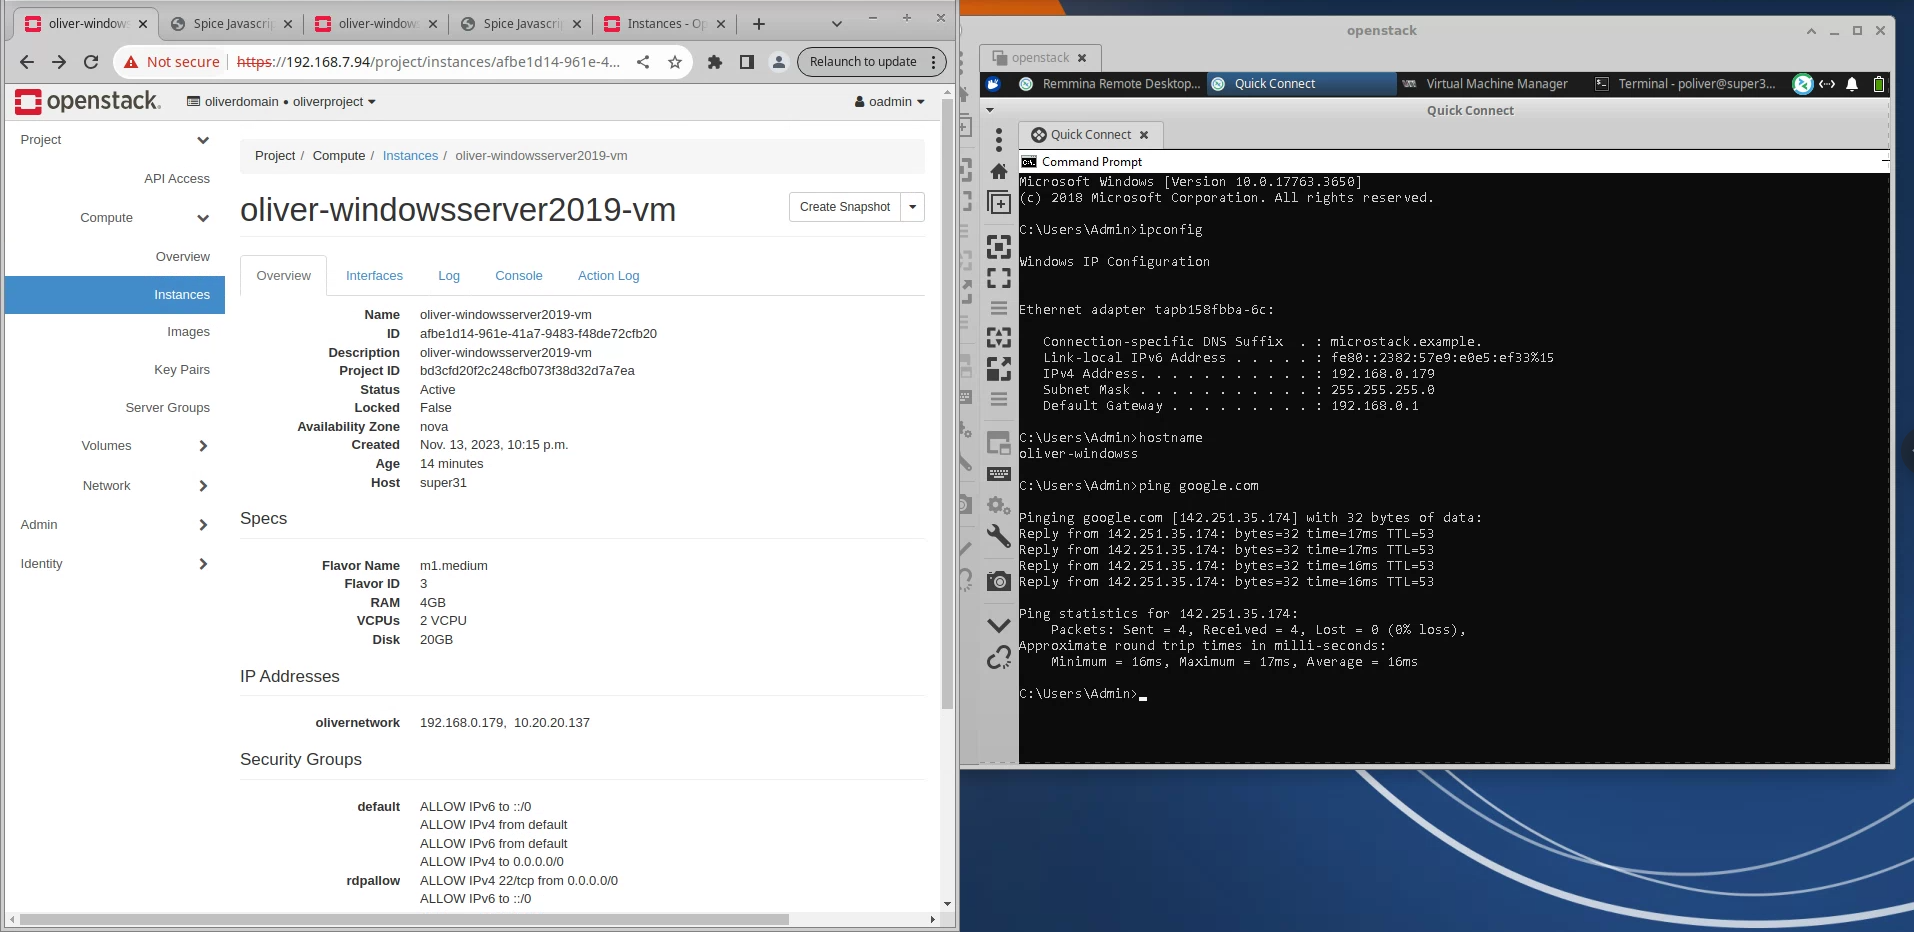 oliver-windows
Spice Javascri
oliver-window
Spice Javascri
Instances - Op
Not secure
https://192.168.7.94/project/instances/afbe1d14-961e-4...
Relaunch to update
openstack.
oliverdomain • oliverproject
oadmin
Project
API Access
Compute
Overview
Instances
Images
Key Pairs
Server Groups
Volumes
Network
Admin
Identity
Project / Compute / Instances / oliver-windowsserver2019-vm
oliver-windowsserver2019-vm
Create Snapshot
Overview Interfaces Log Console Action Log
Name oliver-windowsserver2019-vm
ID afbe1d14-961e-41a7-9483-f48de72cfb20
Description oliver-windowsserver2019-vm
Project ID bd3cfd20f2c248cfb073f38d32d7a7ea
Status Active
Locked False
Availability Zone nova
Created Nov. 13, 2023, 10:15 p.m.
Age 14 minutes
Host super31
Specs
Flavor Name m1.medium
Flavor ID 3
RAM 4GB
VCPUs 2 VCPU
Disk 20GB
IP Addresses
olivernetwork 192.168.0.179, 10.20.20.137
Security Groups
default ALLOW IPv6 to ::/0
ALLOW IPv4 from default
ALLOW IPv6 from default
ALLOW IPv4 to 0.0.0.0/0
rdpallow ALLOW IPv4 22/tcp from 0.0.0.0/0
ALLOW IPv6 to ::/0
openstack
openstack
Remmina Remote Desktop...
Quick Connect
Virtual Machine Manager
Terminal - poliver@super3...
Quick Connect
Quick Connect
Command Prompt
Microsoft Windows [Version 10.0.17763.3650]
(c) 2018 Microsoft Corporation. All rights reserved.
C:\Users\Admin>ipconfig
Windows IP Configuration
Ethernet adapter tapb158fbba-6c:
Connection-specific DNS Suffix . : microstack.example.
Link-local IPv6 Address . . . . . : fe80::2382:57e9:e0e5:ef33%15
IPv4 Address. . . . . . . . . . . : 192.168.0.179
Subnet Mask . . . . . . . . . . . : 255.255.255.0
Default Gateway . . . . . . . . . : 192.168.0.1
C:\Users\Admin>hostname
oliver-windowss
C:\Users\Admin>ping google.com
Pinging google.com [142.251.35.174] with 32 bytes of data:
Reply from 142.251.35.174: bytes=32 time=17ms TTL=53
Reply from 142.251.35.174: bytes=32 time=17ms TTL=53
Reply from 142.251.35.174: bytes=32 time=16ms TTL=53
Reply from 142.251.35.174: bytes=32 time=16ms TTL=53
Ping statistics for 142.251.35.174:
Packets: Sent = 4, Received = 4, Lost = 0 (0% loss),
Approximate round trip times in milli-seconds:
Minimum = 16ms, Maximum = 17ms, Average = 16ms
C:\Users\Admin>